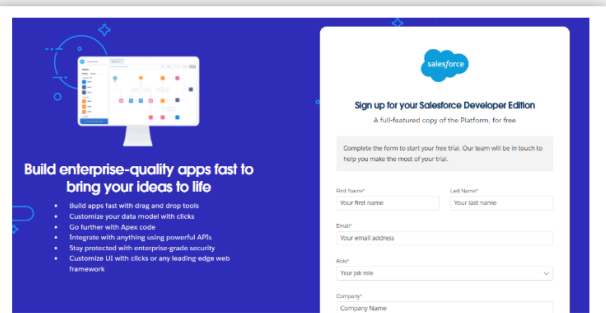 Build enterprise-quality apps fast to
bring your ideas to life
Build apps fast with drag and drop tools
Customize your data model with clicks
Go further with Apex code
Integrate with anything using powerful APIs
Stay protected with enterprise-grade security
Customize UI with clicks or any leading-edge web
framework
salesforce
Sign up for your Salesforce Developer Edition
A full-featured copy of the Platform, for free
Complete the form to start your free trial. Our team will be in touch to
help you make the most of your trial.
First Name* Last Name*
Your first name Your last name
Email*
Your email address
Role*
Your job role
Company*
Company Name